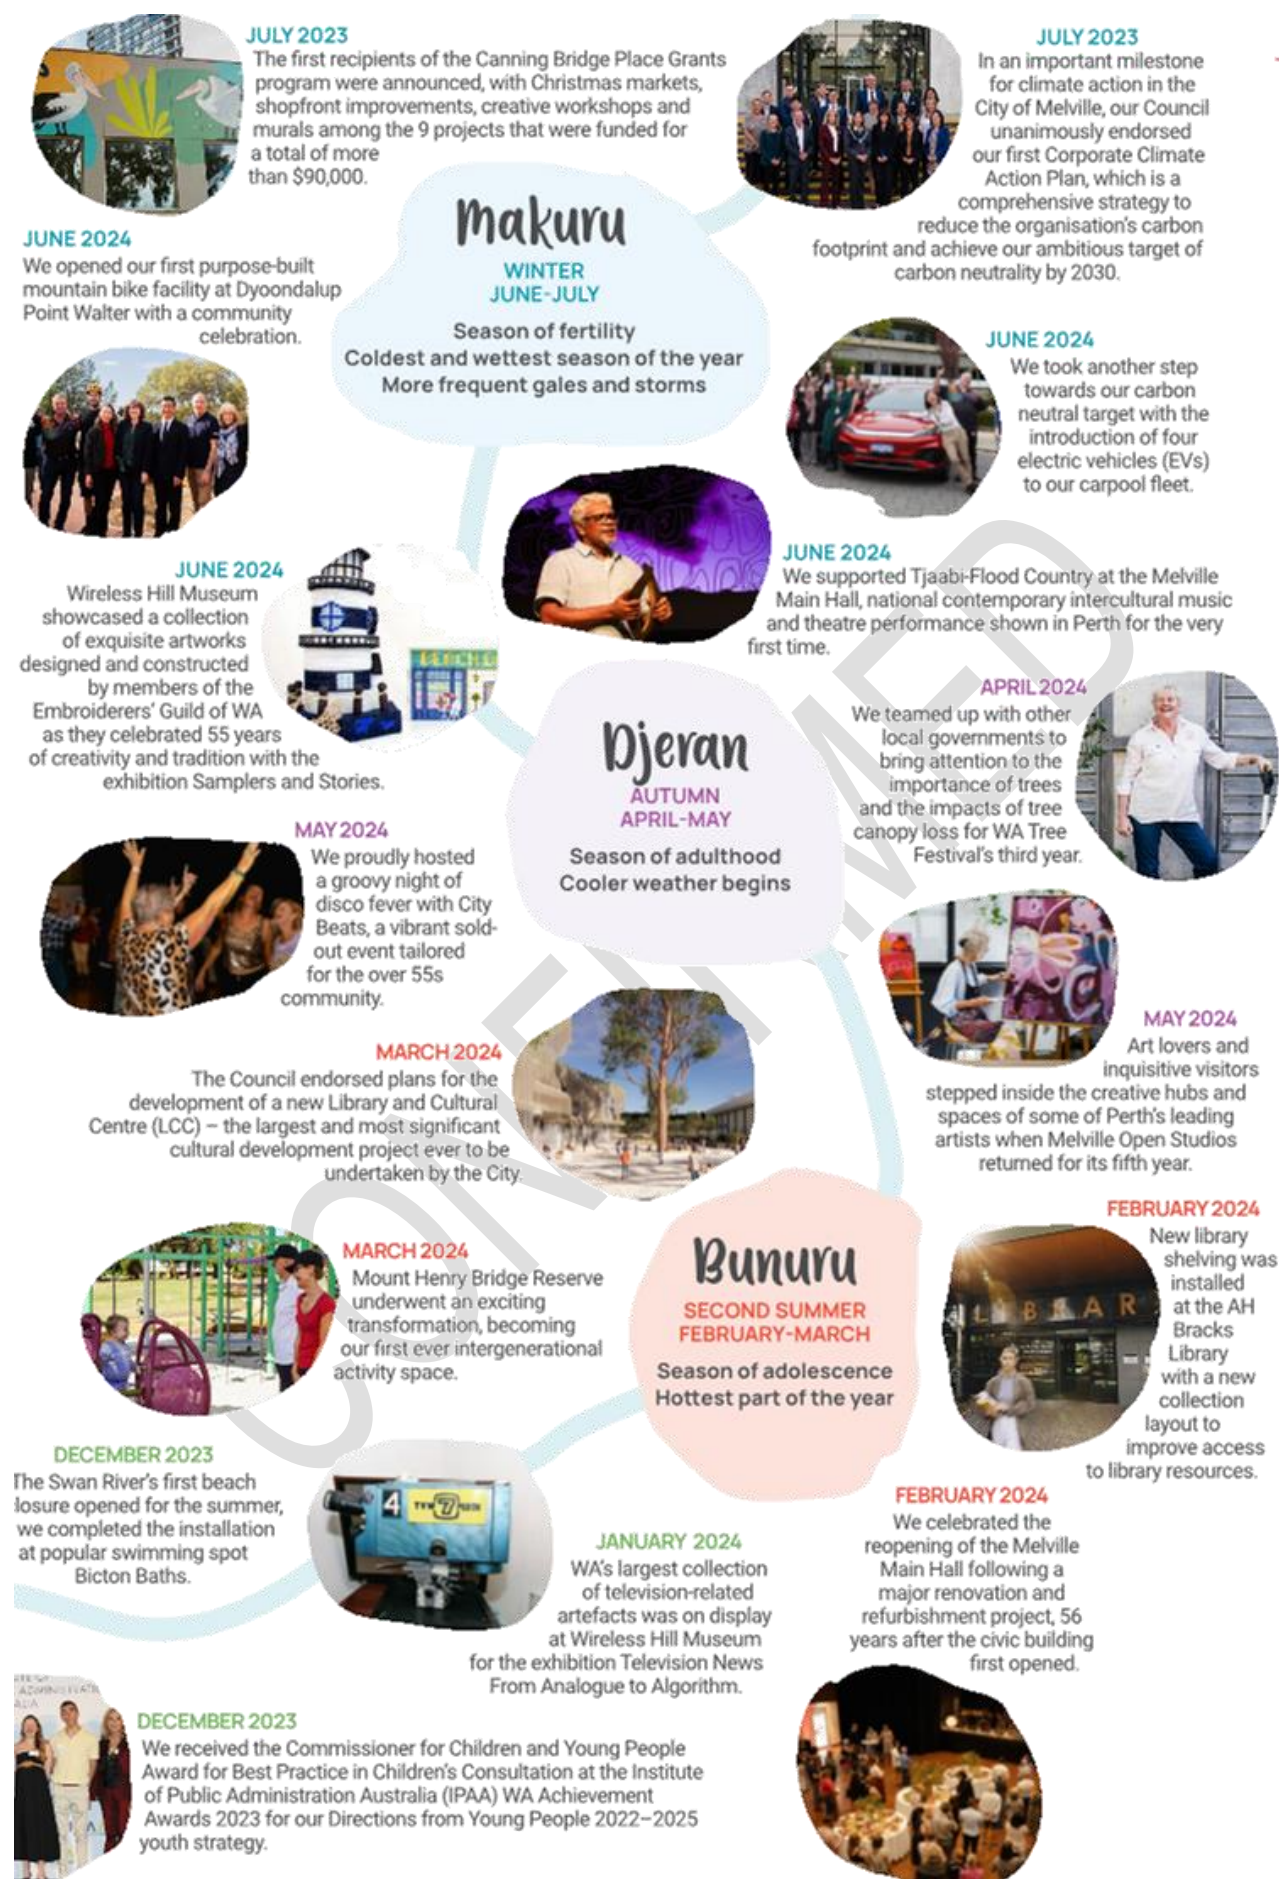 JULY 2023
The first recipients of the Canning Bridge Place Grants
program were announced, with Christmas markets,
shopfront improvements, creative workshops and
murals among the 9 projects that were funded for
a total of more
than $90,000.
JULY 2023
In an important milestone
for climate action in the
City of Melville, our Council
unanimously endorsed
our first Corporate Climate
Action Plan, which is a
comprehensive strategy to
reduce the organisation's carbon
footprint and achieve our ambitious target of
carbon neutrality by 2030.
Makuru
WINTER
JUNE-JULY
Season of fertility
Coldest and wettest season of the year
More frequent gales and storms
JUNE 2024
We opened our first purpose-built
mountain bike facility at Dyoondalup
Point Walter with a community
celebration.
JUNE 2024
We took another step
towards our carbon
neutral target with the
introduction of four
electric vehicles (EVs)
to our carpool fleet.
JUNE 2024
We supported Tjaabi-Flood Country at the Melville
Main Hall, national contemporary intercultural music
and theatre performance shown in Perth for the very
first time.
JUNE 2024
Wireless Hill Museum
showcased a collection
of exquisite artworks
designed and constructed
by members of the
Embroiderers' Guild of WA
as they celebrated 55 years
of creativity and tradition with the
exhibition Samplers and Stories.
BEACH
Djeran
AUTUMN
APRIL-MAY
Season of adulthood
Cooler weather begins
APRIL 2024
We teamed up with other
local governments to
bring attention to the
importance of trees
and the impacts of tree
canopy loss for WA Tree
Festival's third year.
MAY 2024
We proudly hosted
a groovy night of
disco fever with City
Beats, a vibrant sold-
out event tailored
for the over 55s
community.
MAY 2024
Art lovers and
inquisitive visitors
stepped inside the creative hubs and
spaces of some of Perth's leading
artists when Melville Open Studios
returned for its fifth year.
MARCH 2024
The Council endorsed plans for the
development of a new Library and Cultural
Centre (LCC) – the largest and most significant
cultural development project ever to be
undertaken by the City.
Bunuru
SECOND SUMMER
FEBRUARY-MARCH
Season of adolescence
Hottest part of the year
FEBRUARY 2024
New library
shelving was
installed
at the AH
Bracks
Library
with a new
collection
layout to
improve access
to library resources.
LIBRAR
MARCH 2024
Mount Henry Bridge Reserve
underwent an exciting
transformation, becoming
our first ever intergenerational
activity space.
DECEMBER 2023
The Swan River's first beach
losure opened for the summer,
we completed the installation
at popular swimming spot
Bicton Baths.
4
TVW 7 PERTH
JANUARY 2024
WA's largest collection
of television-related
artefacts was on display
at Wireless Hill Museum
for the exhibition Television News
From Analogue to Algorithm.
FEBRUARY 2024
We celebrated the
reopening of the Melville
Main Hall following a
major renovation and
refurbishment project, 56
years after the civic building
first opened.
DECEMBER 2023
We received the Commissioner for Children and Young People
Award for Best Practice in Children's Consultation at the Institute
of Public Administration Australia (IPAA) WA Achievement
Awards 2023 for our Directions from Young People 2022–2025
youth strategy.